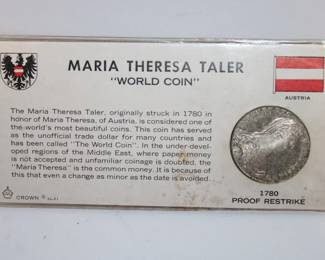 MARIA THERESA TALER
"WORLD COIN"
AUSTRIA
The Maria Theresa Taler, originally struck in 1780 in
honor of Maria Theresa, of Austria, is considered one of
the world's most beautiful coins. This coin has served
as the unofficial trade dollar for many countries and
has been called "The World Coin". In the under-devel-
oped regions of the Middle East, where paper money
is not accepted and unfamiliar coinage is doubted, the
"Maria Theresa" is the common money. It is because of
this that even a change as minor as the date is avoided.
CROWN
1780
PROOF RESTRIKE